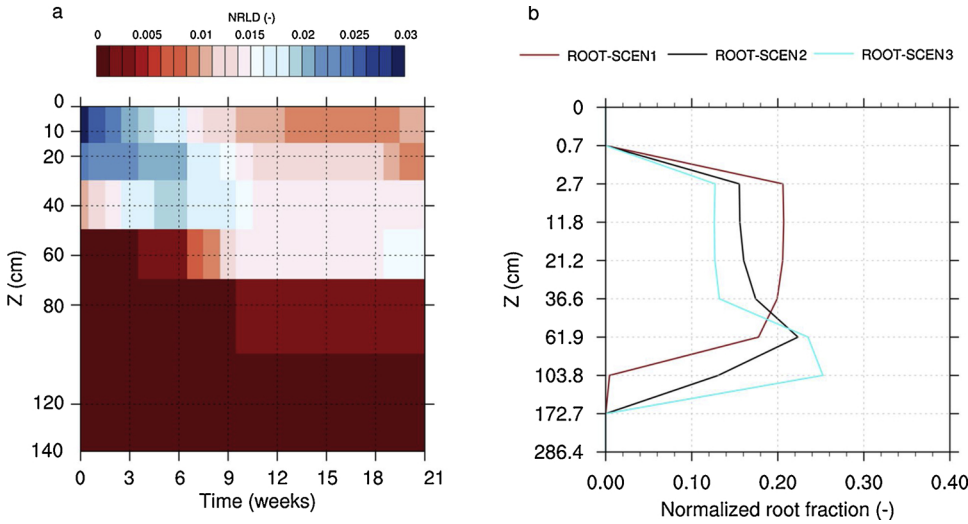 a
NRLD (-)
0 0.005 0.01 0.015 0.02 0.025 0.03
0
10
20
40
60
80
120
140
Z (cm)
0 3 6 9 12 15 18 21
Time (weeks)
b
ROOT-SCEN1 ROOT-SCEN2 ROOT-SCEN3
0
0.7
2.7
11.8
21.2
36.6
61.9
103.8
172.7
286.4
Z (cm)
0.00 0.10 0.20 0.30 0.40
Normalized root fraction (-)